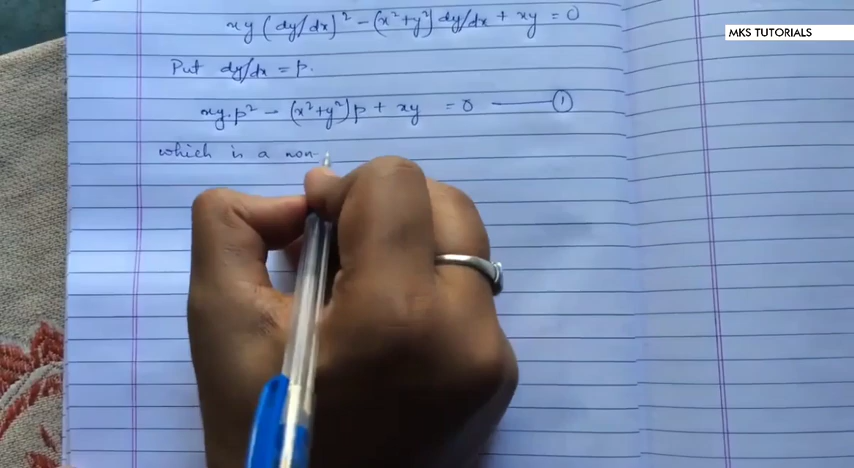 xy (dy/dx)² - (x²+y²) dy/dx + xy = 0
MKS TUTORIALS
Put dy/dx = p.
xy.p² - (x²+y²)p + xy = 0 —— ①
which is a non-